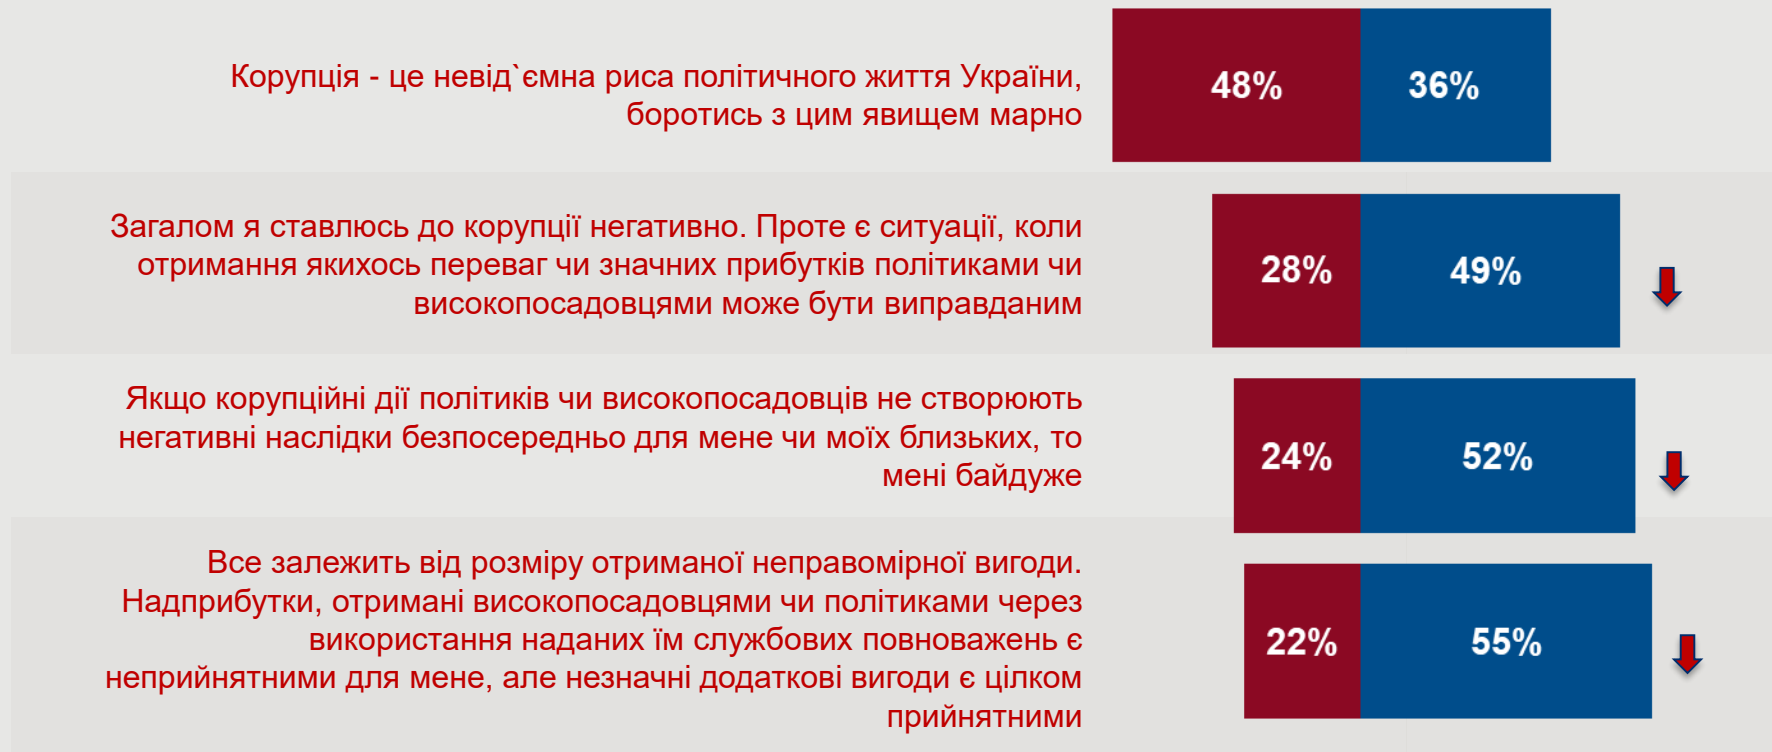 Корупція - це невід`ємна риса політичного життя України,
боротись з цим явищем марно
48% 36%
Загалом я ставлюсь до корупції негативно. Проте є ситуації, коли
отримання якихось переваг чи значних прибутків політиками чи
високопосадовцями може бути виправданим
28% 49%
Якщо корупційні дії політиків чи високопосадовців не створюють
негативні наслідки безпосередньо для мене чи моїх близьких, то
мені байдуже
24% 52%
Все залежить від розміру отриманої неправомірної вигоди.
Надприбутки, отримані високопосадовцями чи політиками через
використання наданих їм службових повноважень є
неприйнятними для мене, але незначні додаткові вигоди є цілком
прийнятними
22% 55%